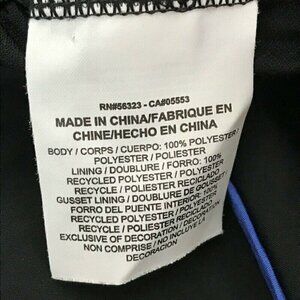 RN#56323 - CA#05553
MADE IN CHINA/FABRIQUE EN
CHINE/HECHO EN CHINA
BODY / CORPS / CUERPO: 100% POLYESTER /
POLYESTER / POLIESTER
LINING / DOUBLURE / FORRO: 100%
RECYCLED POLYESTER / POLYESTER
RECYCLE / POLIESTER RECICLADO
GUSSET LINING / DOUBLURE DE GOUSSET /
FORRO DEL PUENTE INTERIOR: 100%
RECYCLED POLYESTER / POLYESTER
RECYCLE / POLIESTER RECICLADO
EXCLUSIVE OF DECORATION / DECORATION
NON COMPRISE / NO INCLUYE LA
DECORACION